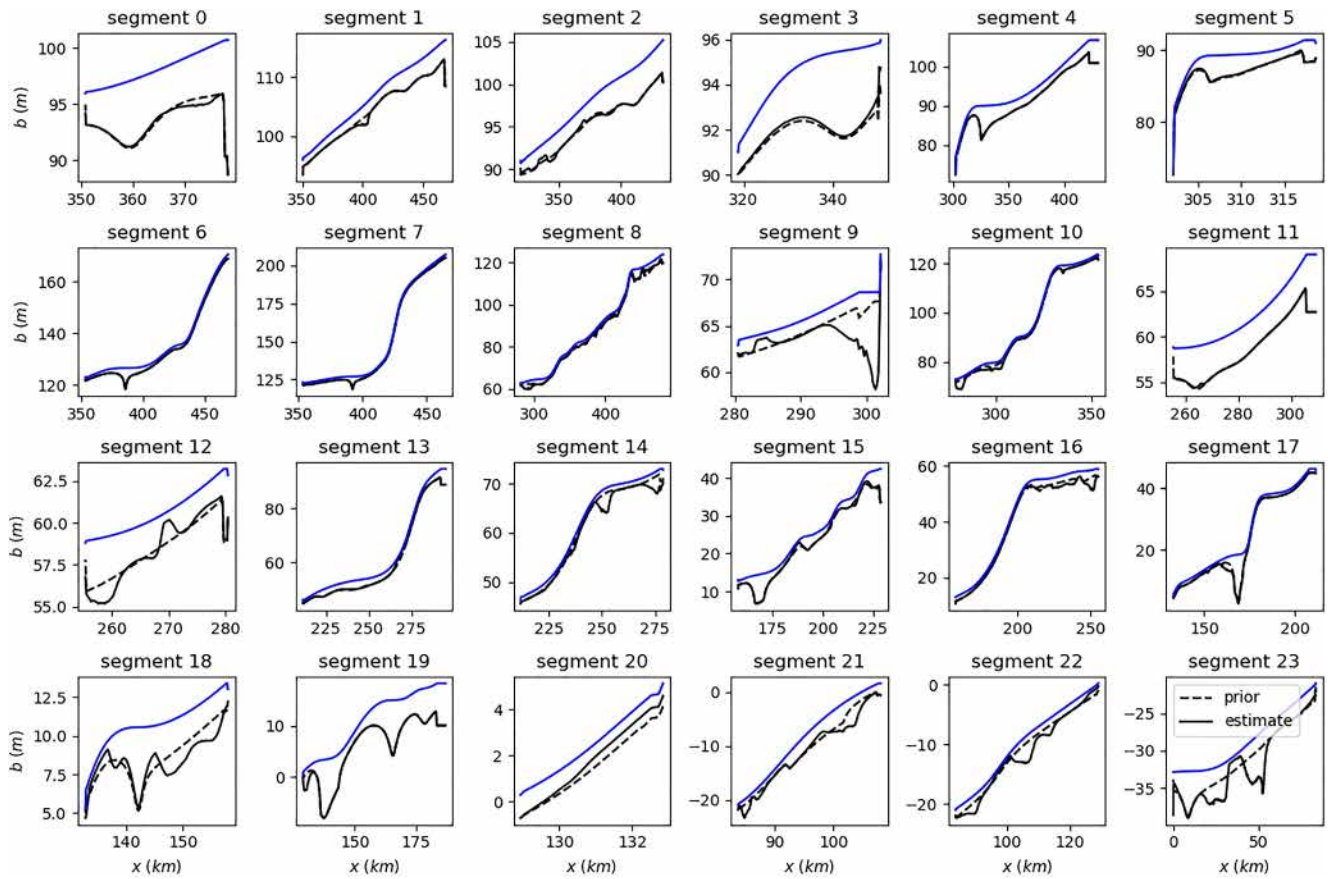 segment 0
b (m)
100
95
90
350 360 370
segment 1
110
100
350 400 450
segment 2
105
100
95
90
350 400
segment 3
96
94
92
90
320 340
segment 4
100
90
80
300 350 400
segment 5
90
80
305 310 315
segment 6
b (m)
160
140
120
350 400 450
segment 7
200
175
150
125
350 400 450
segment 8
120
100
80
60
300 400
segment 9
70
65
60
280 290 300
segment 10
120
100
80
300 350
segment 11
65
60
55
260 280 300
segment 12
b (m)
62.5
60.0
57.5
55.0
260 270 280
segment 13
80
60
225 250 275
segment 14
70
60
50
225 250 275
segment 15
40
30
20
10
175 200 225
segment 16
60
40
20
200 250
segment 17
40
20
150 200
segment 18
b (m)
12.5
10.0
7.5
5.0
140 150
x (km)
segment 19
10
0
150 175
x (km)
segment 20
4
2
0
130 132
x (km)
segment 21
0
−10
−20
90 100
x (km)
segment 22
0
−10
−20
100 120
x (km)
segment 23
prior
estimate
−25
−30
−35
0 50
x (km)